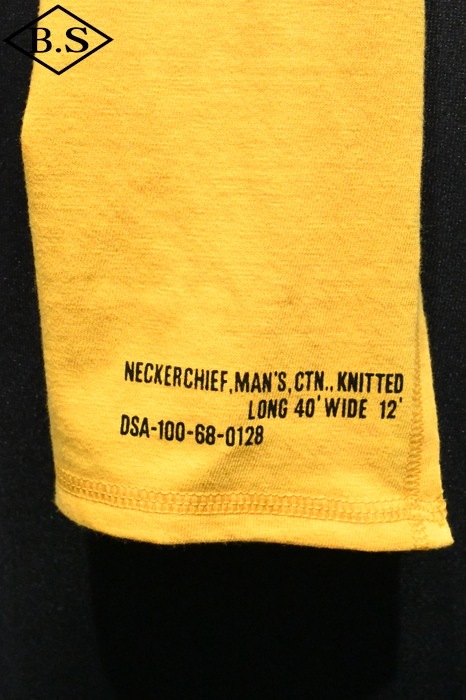 B.S
NECKERCHIEF,MAN'S,CTN.,KNITTED
LONG 40' WIDE 12'
DSA-100-68-0128